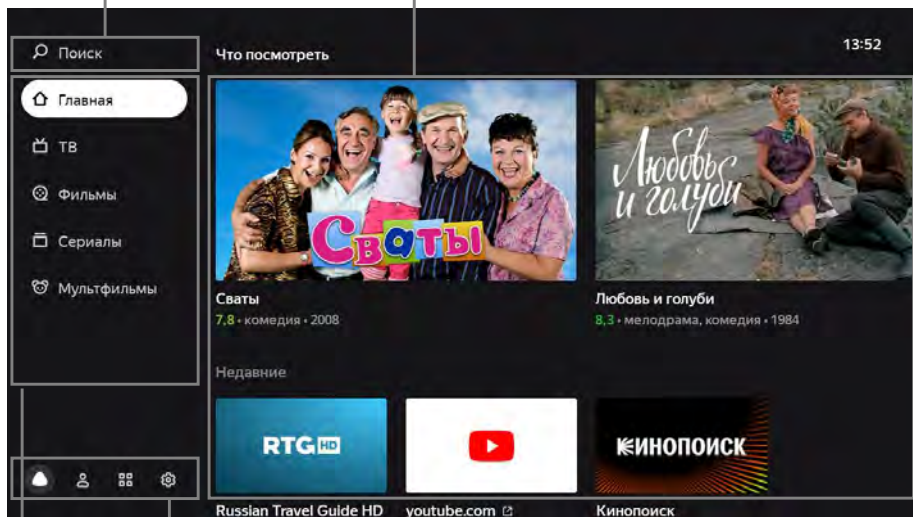 Поиск
Что посмотреть
13:52
Главная
ТВ
Фильмы
Сериалы
Мультфильмы
Сваты
Любовь
и голуби
Сваты
7,8 • комедия • 2008
Любовь и голуби
8,3 • мелодрама, комедия • 1984
Недавние
RTG HD
КИНОПОИСК
Russian Travel Guide HD
youtube.com
Кинопоиск